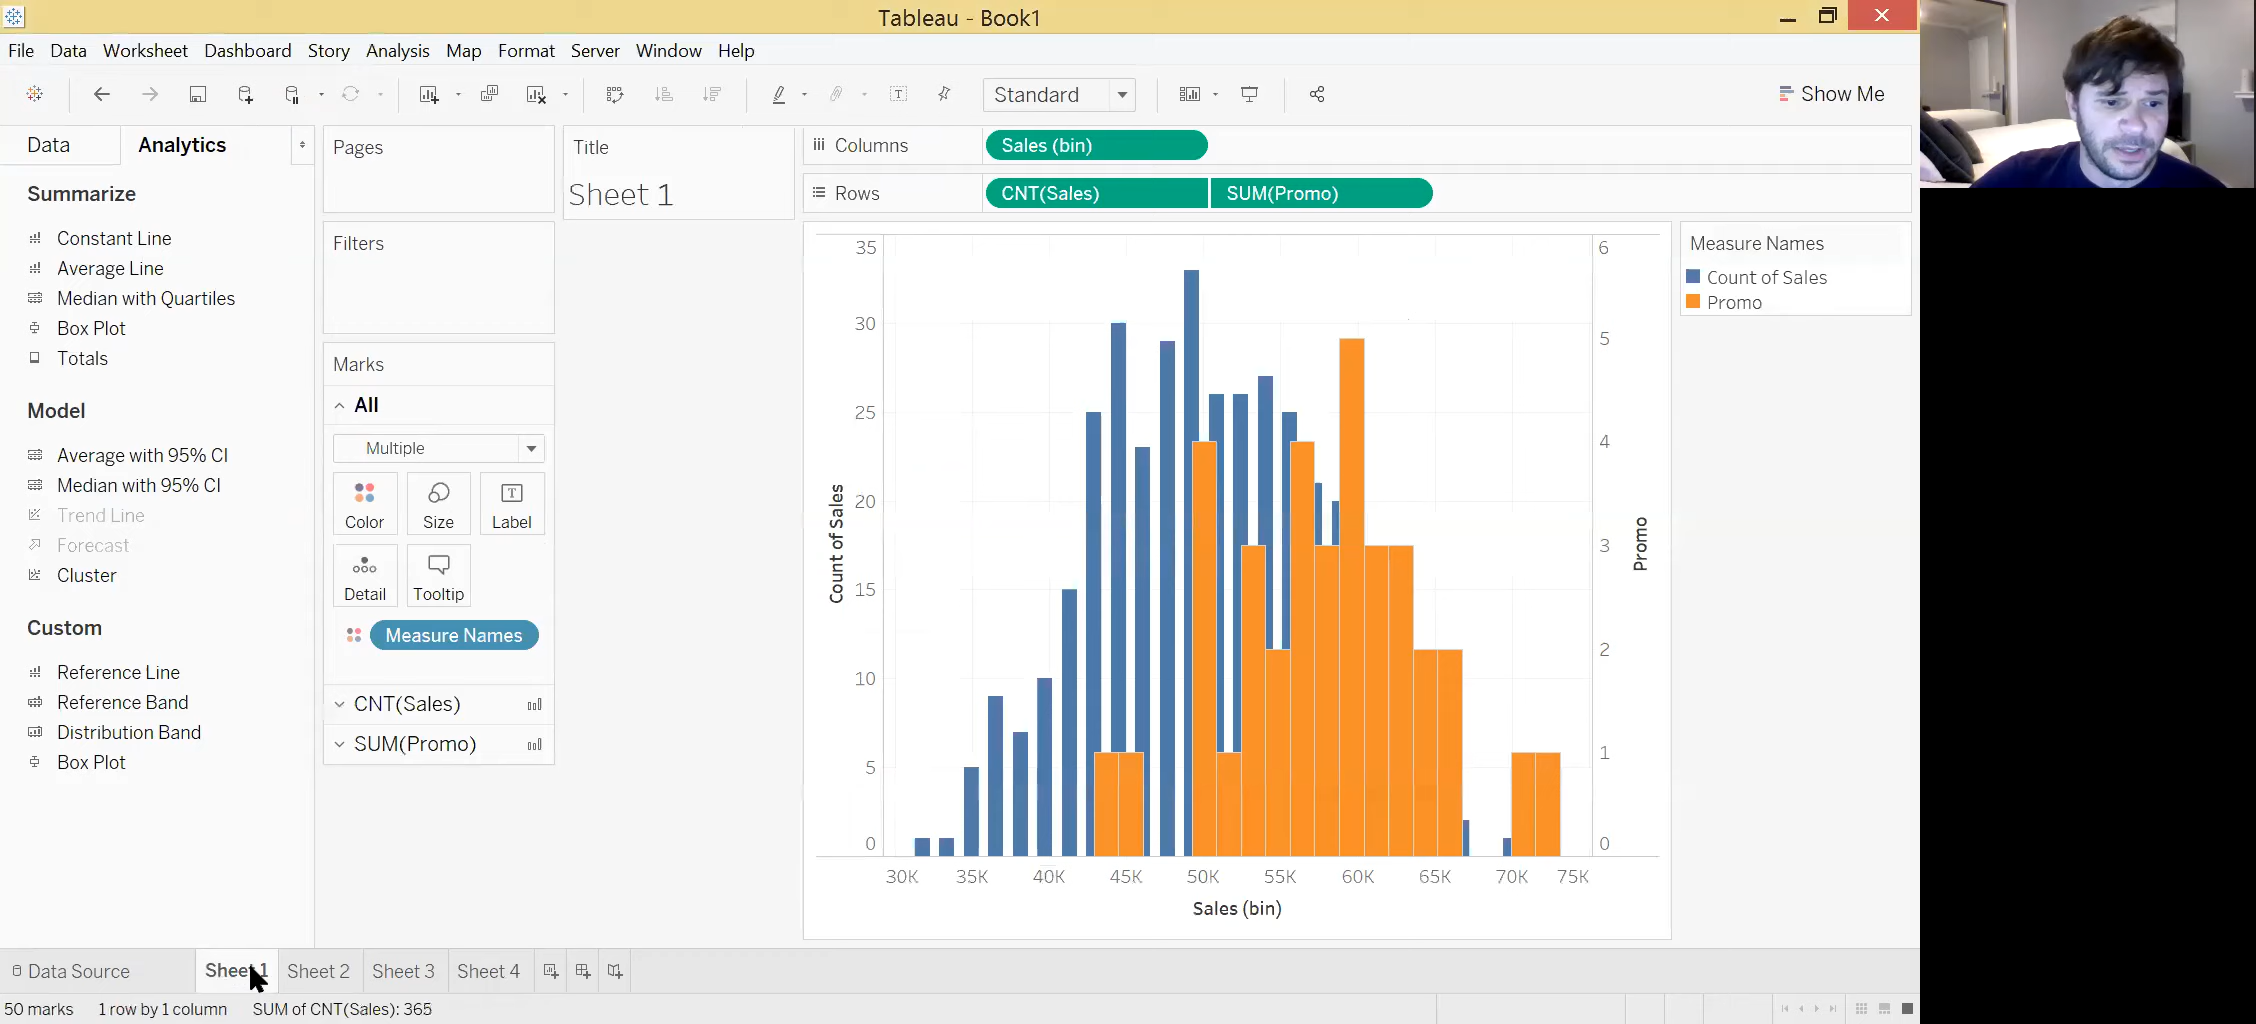 Tableau - Book1
File Data Worksheet Dashboard Story Analysis Map Format Server Window Help
Standard
Show Me
Data Analytics
Summarize
Constant Line
Average Line
Median with Quartiles
Box Plot
Totals
Model
Average with 95% CI
Median with 95% CI
Trend Line
Forecast
Cluster
Custom
Reference Line
Reference Band
Distribution Band
Box Plot
Pages
Filters
Marks
All
Multiple
Color Size Label
Detail Tooltip
Measure Names
CNT(Sales)
SUM(Promo)
Title
Sheet 1
Columns Sales (bin)
Rows CNT(Sales) SUM(Promo)
35
30
25
20
15
10
5
0
Count of Sales
6
5
4
3
2
1
0
Promo
30K 35K 40K 45K 50K 55K 60K 65K 70K 75K
Sales (bin)
Measure Names
Count of Sales
Promo
Data Source Sheet 1 Sheet 2 Sheet 3 Sheet 4
50 marks 1 row by 1 column SUM of CNT(Sales): 365